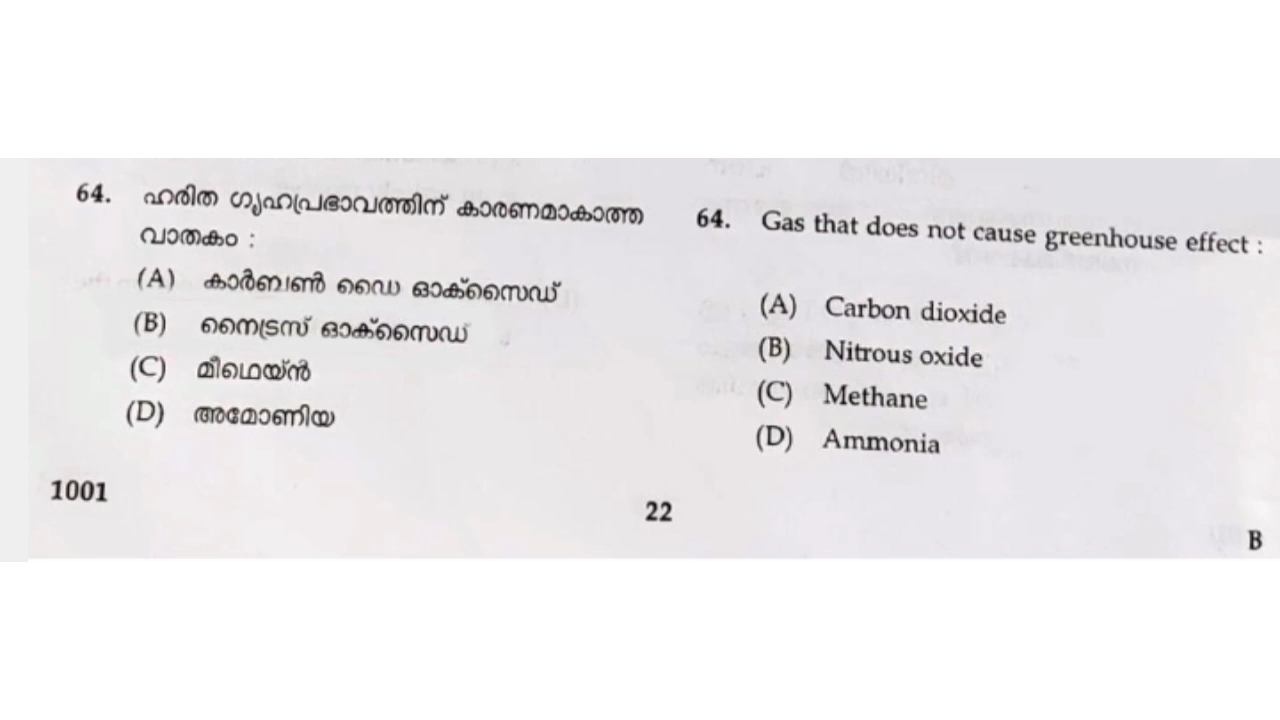 64. ഹരിത ഗൃഹപ്രഭാവത്തിന് കാരണമാകാത്ത
വാതകം :
(A) കാർബൺ ഡൈ ഓക്സൈഡ്
(B) നൈട്രസ് ഓക്സൈഡ്
(C) മീഥെയ്ൻ
(D) അമോണിയ
64. Gas that does not cause greenhouse effect :
(A) Carbon dioxide
(B) Nitrous oxide
(C) Methane
(D) Ammonia
1001
22
B